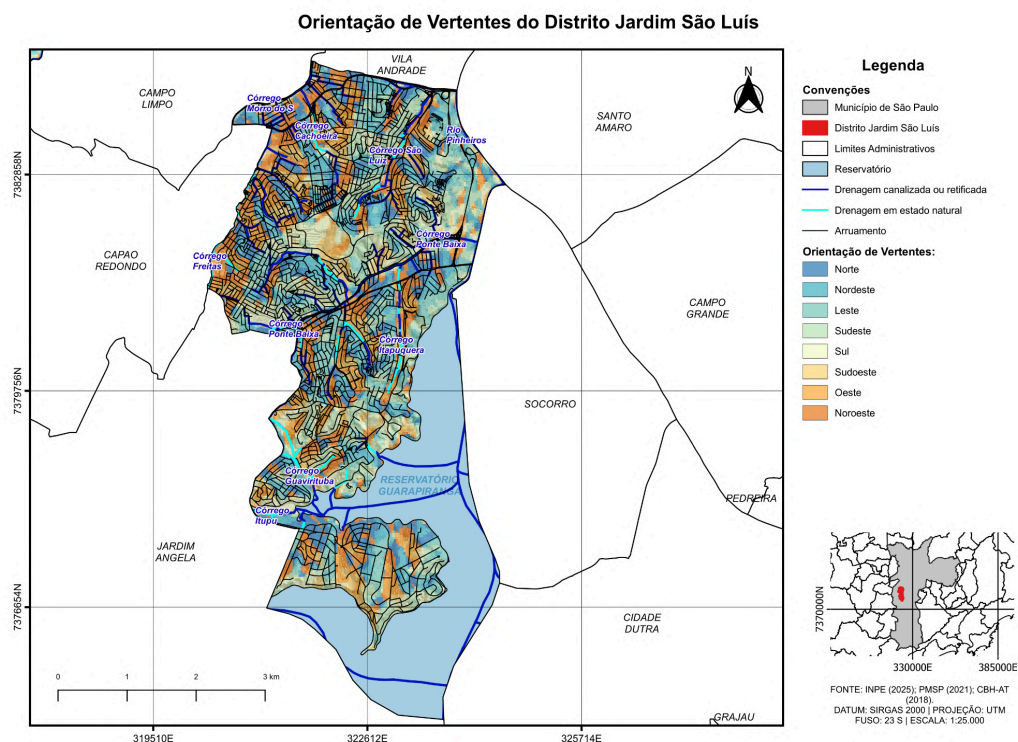 Orientação de Vertentes do Distrito Jardim São Luís
VILA
ANDRADE
CAMPO
LIMPO
Córrego
Morro do S
Córrego
Cachoeira
Rio
Pinheiros
Córrego São
Luiz
SANTO
AMARO
N
7382858N
CAPAO
REDONDO
Córrego
Freitas
Córrego
Ponte Baixa
CAMPO
GRANDE
Córrego
Ponte Baixa
Córrego
Itapuquera
7379756N
SOCORRO
Córrego
Guavirituba
RESERVATÓRIO
GUARAPIRANGA
PEDREIRA
Córrego
Itupu
JARDIM
ANGELA
7376654N
CIDADE
DUTRA
0 1 2 3 km
GRAJAU
319510E 322612E 325714E
Legenda
Convenções
Município de São Paulo
Distrito Jardim São Luís
Limites Administrativos
Reservatório
Drenagem canalizada ou retificada
Drenagem em estado natural
Arruamento
Orientação de Vertentes:
Norte
Nordeste
Leste
Sudeste
Sul
Sudoeste
Oeste
Noroeste
7370000N
330000E 385000E
FONTE: INPE (2025); PMSP (2021); CBH-AT
(2018).
DATUM: SIRGAS 2000 | PROJEÇÃO: UTM
FUSO: 23 S | ESCALA: 1:25.000